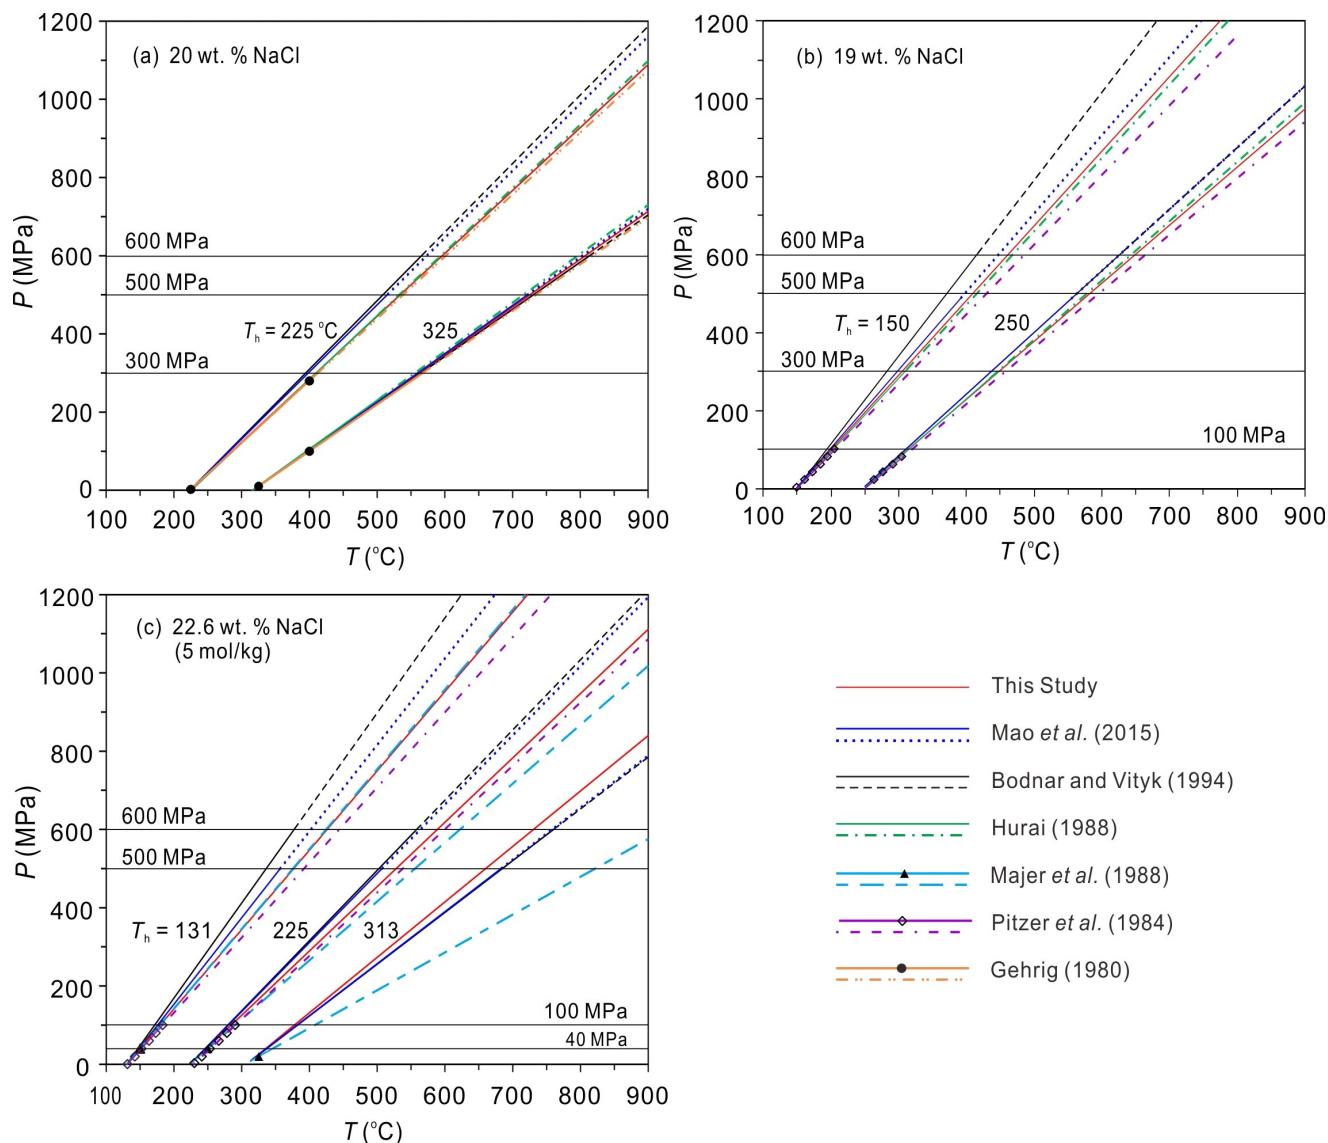 (a) 20 wt. % NaCl
1200
1000
800
600
400
200
0
P (MPa)
600 MPa
500 MPa
300 MPa
Th = 225 °C
325
100 200 300 400 500 600 700 800 900
T (°C)
(b) 19 wt. % NaCl
1200
1000
800
600
400
200
0
P (MPa)
600 MPa
500 MPa
300 MPa
100 MPa
Th = 150
250
100 200 300 400 500 600 700 800 900
T (°C)
(c) 22.6 wt. % NaCl
(5 mol/kg)
1200
1000
800
600
400
200
0
P (MPa)
600 MPa
500 MPa
Th = 131
225
313
100 MPa
40 MPa
100 200 300 400 500 600 700 800 900
T (°C)
This Study
Mao et al. (2015)
Bodnar and Vityk (1994)
Hurai (1988)
Majer et al. (1988)
Pitzer et al. (1984)
Gehrig (1980)